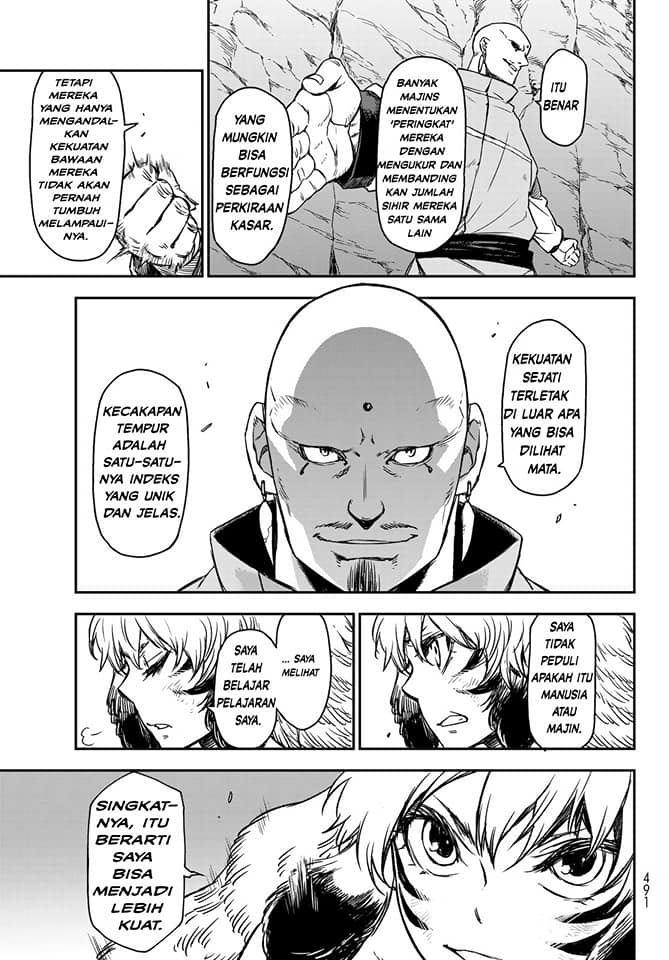 ITU
BENAR
BANYAK
MAJINS
MENENTUKAN
'PERINGKAT'
MEREKA
DENGAN
MENGUKUR DAN
MEMBANDING
KAN JUMLAH
SIHIR MEREKA
SATU SAMA
LAIN
YANG
MUNGKIN
BISA
BERFUNGSI
SEBAGAI
PERKIRAAN
KASAR.
TETAPI
MEREKA
YANG HANYA
MENGANDAL-
KAN
KEKUATAN
BAWAAN
MEREKA
TIDAK AKAN
PERNAH
TUMBUH
MELAMPAUI-
NYA.
KEKUATAN
SEJATI
TERLETAK
DI LUAR APA
YANG BISA
DILIHAT
MATA.
KECAKAPAN
TEMPUR
ADALAH
SATU-SATU-
NYA INDEKS
YANG UNIK
DAN JELAS.
SAYA
TIDAK
PEDULI
APAKAH ITU
MANUSIA
ATAU
MAJIN.
... SAYA
MELIHAT
SAYA
TELAH
BELAJAR
PELAJARAN
SAYA.
SINGKAT-
NYA, ITU
BERARTI
SAYA
BISA
MENJADI
LEBIH
KUAT.
491